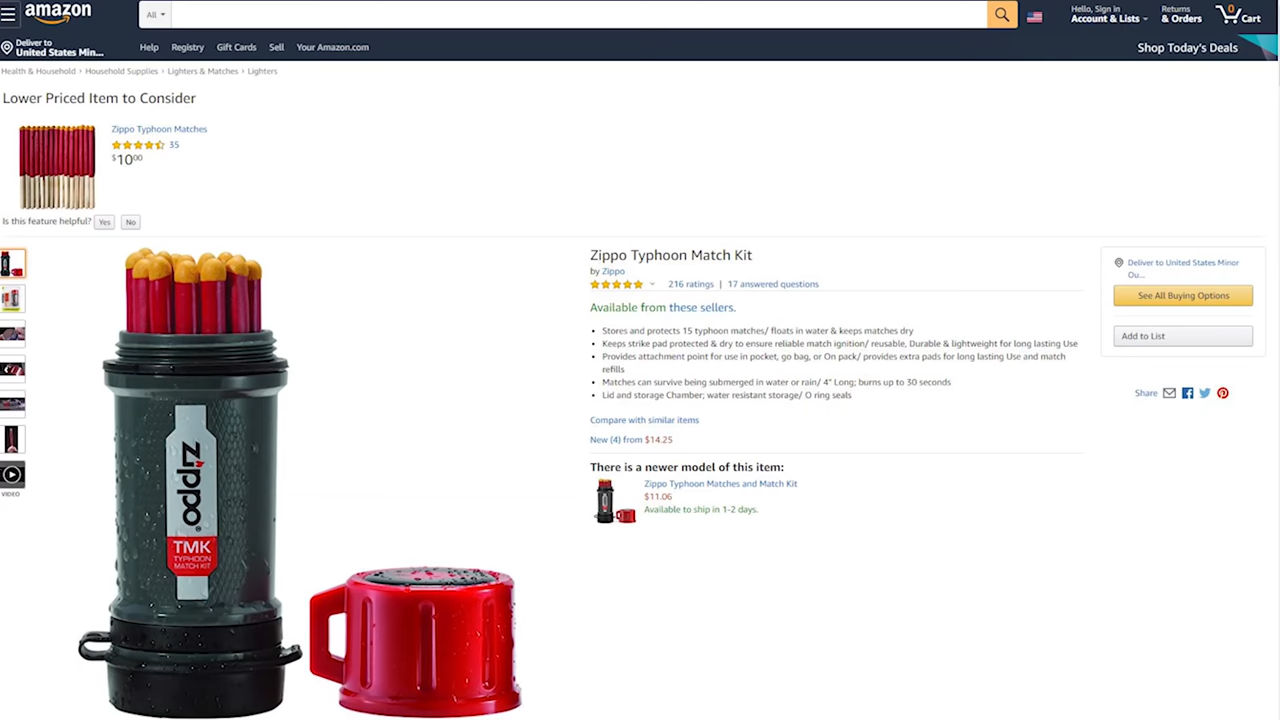 amazon
All
Hello, Sign in
Account & Lists
Returns
& Orders
0
Cart
Deliver to
United States Min...
Help
Registry
Gift Cards
Sell
Your Amazon.com
Shop Today's Deals
Health & Household › Household Supplies › Lighters & Matches › Lighters
Lower Priced Item to Consider
Zippo Typhoon Matches
35
$1000
Is this feature helpful? Yes No
Zippo Typhoon Match Kit
by Zippo
216 ratings | 17 answered questions
Available from these sellers.
Stores and protects 15 typhoon matches/ floats in water & keeps matches dry
Keeps strike pad protected & dry to ensure reliable match ignition/ reusable, Durable & lightweight for long lasting Use
Provides attachment point for use in pocket, go bag, or On pack/ provides extra pads for long lasting Use and match
refills
Matches can survive being submerged in water or rain/ 4" Long; burns up to 30 seconds
Lid and storage Chamber; water resistant storage/ O ring seals
Compare with similar items
New (4) from $14.25
There is a newer model of this item:
Zippo Typhoon Matches and Match Kit
$11.06
Available to ship in 1-2 days.
Deliver to United States Minor
Ou...
See All Buying Options
Add to List
Share
VIDEO
zippo
®
TMK
TYPHOON
MATCH KIT